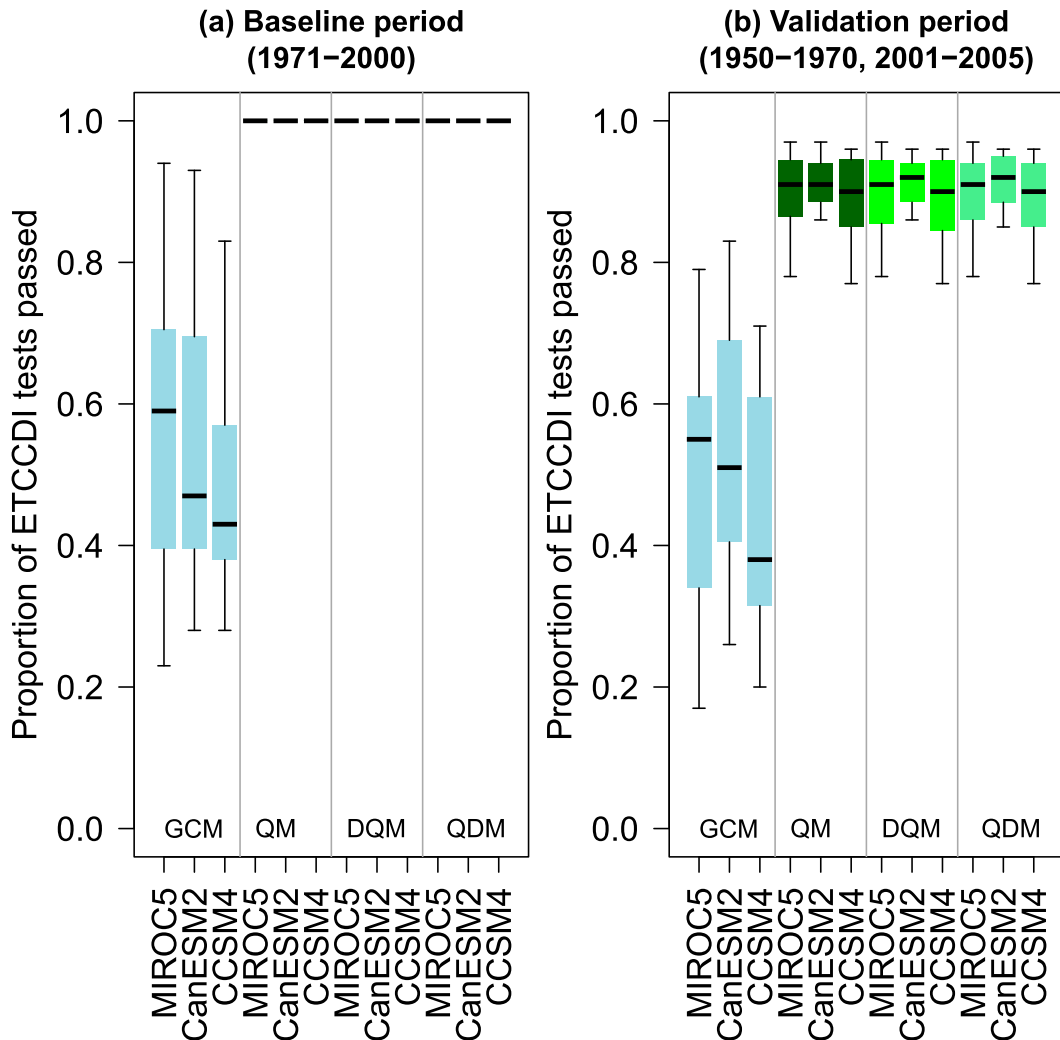 (a) Baseline period
(1971−2000)
Proportion of ETCCDI tests passed
1.0
0.8
0.6
0.4
0.2
0.0
GCM QM DQM QDM
MIROC5
CanESM2
CCSM4
MIROC5
CanESM2
CCSM4
MIROC5
CanESM2
CCSM4
MIROC5
CanESM2
CCSM4
(b) Validation period
(1950−1970, 2001−2005)
Proportion of ETCCDI tests passed
1.0
0.8
0.6
0.4
0.2
0.0
GCM QM DQM QDM
MIROC5
CanESM2
CCSM4
MIROC5
CanESM2
CCSM4
MIROC5
CanESM2
CCSM4
MIROC5
CanESM2
CCSM4